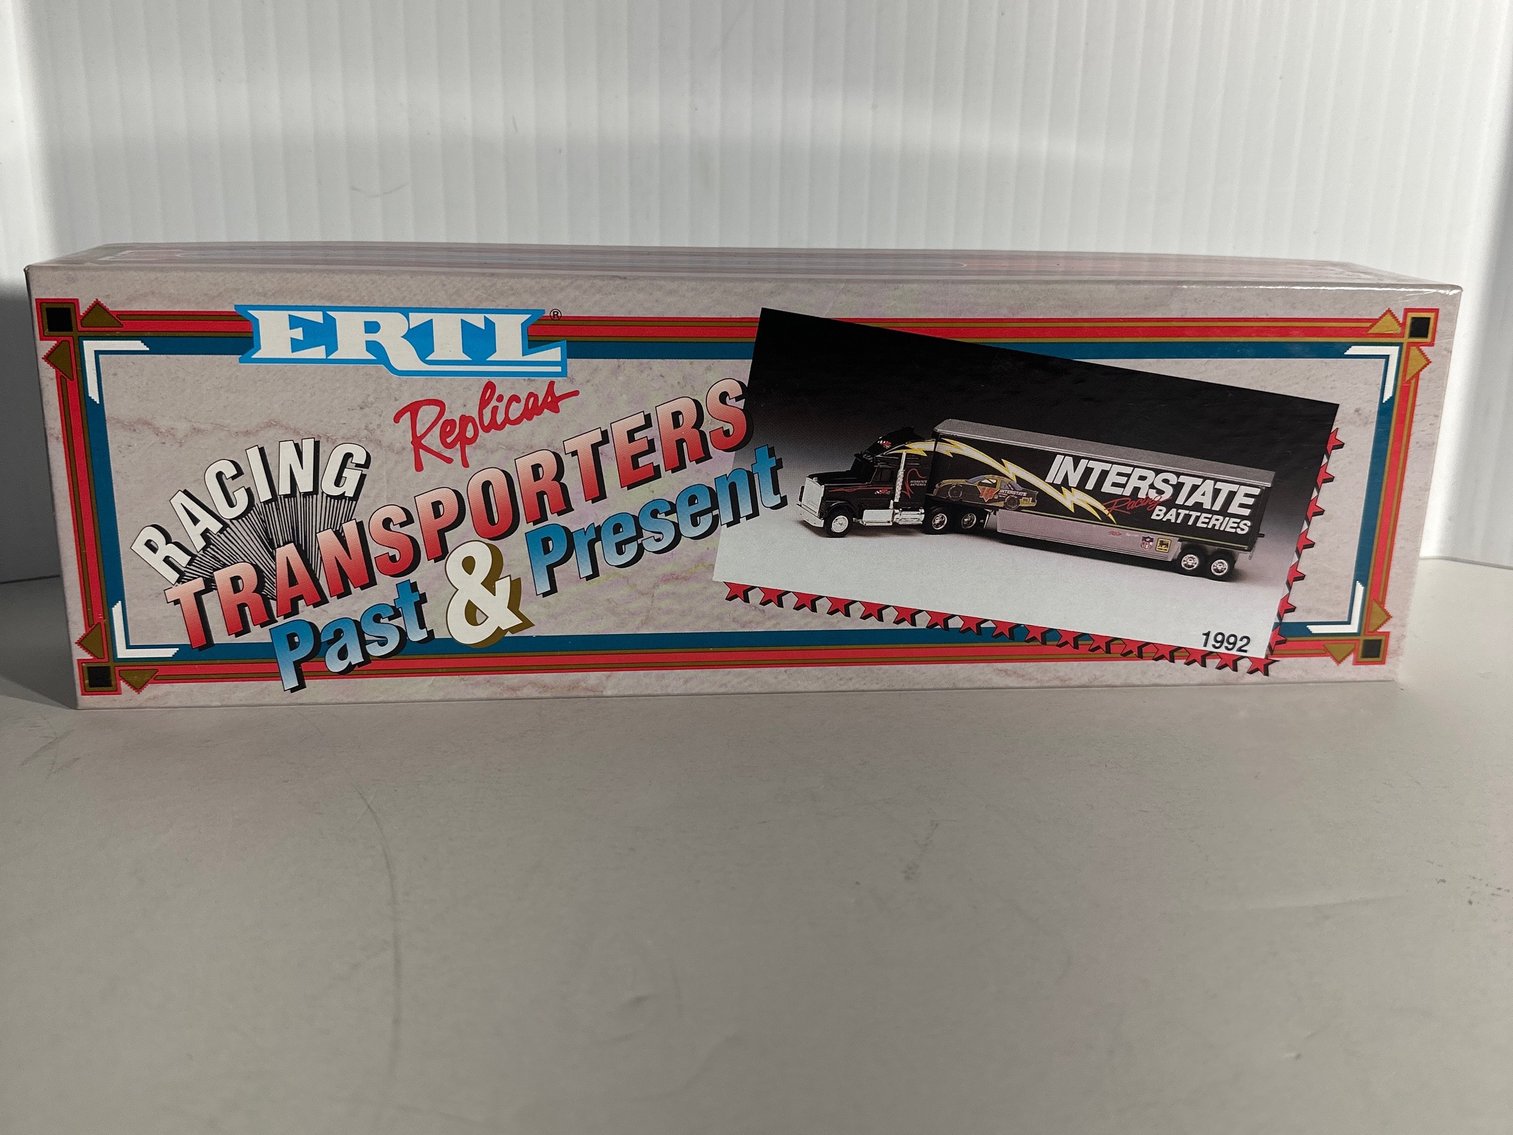 ERTL®
Replicas
RACING
TRANSPORTERS
Past & Present
INTERSTATE
Racing
BATTERIES
1992